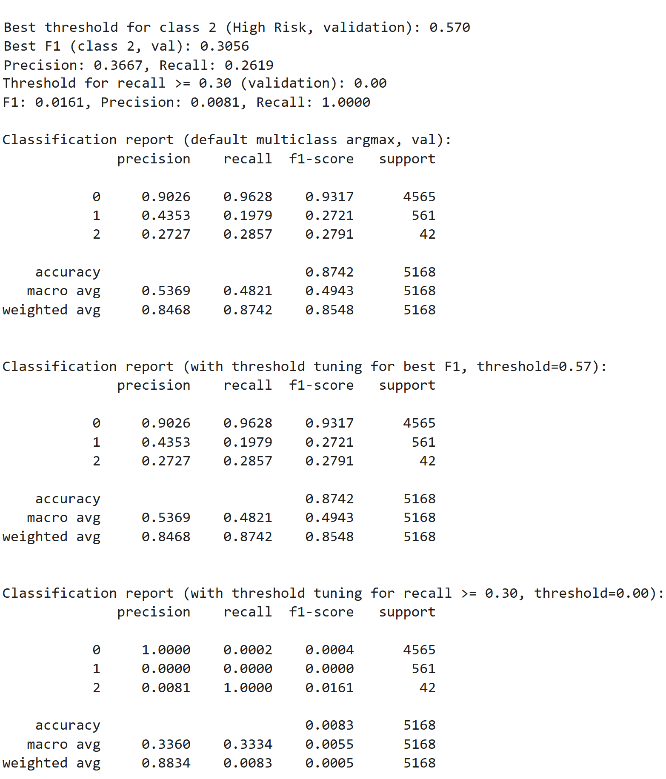 Best threshold for class 2 (High Risk, validation): 0.570
Best F1 (class 2, val): 0.3056
Precision: 0.3667, Recall: 0.2619
Threshold for recall >= 0.30 (validation): 0.00
F1: 0.0161, Precision: 0.0081, Recall: 1.0000

Classification report (default multiclass argmax, val):
              precision    recall  f1-score   support

           0     0.9026    0.9628    0.9317      4565
           1     0.4353    0.1979    0.2721       561
           2     0.2727    0.2857    0.2791        42

    accuracy                         0.8742      5168
   macro avg     0.5369    0.4821    0.4943      5168
weighted avg     0.8468    0.8742    0.8548      5168

Classification report (with threshold tuning for best F1, threshold=0.57):
              precision    recall  f1-score   support

           0     0.9026    0.9628    0.9317      4565
           1     0.4353    0.1979    0.2721       561
           2     0.2727    0.2857    0.2791        42

    accuracy                         0.8742      5168
   macro avg     0.5369    0.4821    0.4943      5168
weighted avg     0.8468    0.8742    0.8548      5168

Classification report (with threshold tuning for recall >= 0.30, threshold=0.00):
              precision    recall  f1-score   support

           0     1.0000    0.0002    0.0004      4565
           1     0.0000    0.0000    0.0000       561
           2     0.0081    1.0000    0.0161        42

    accuracy                         0.0083      5168
   macro avg     0.3360    0.3334    0.0055      5168
weighted avg     0.8834    0.0083    0.0005      5168